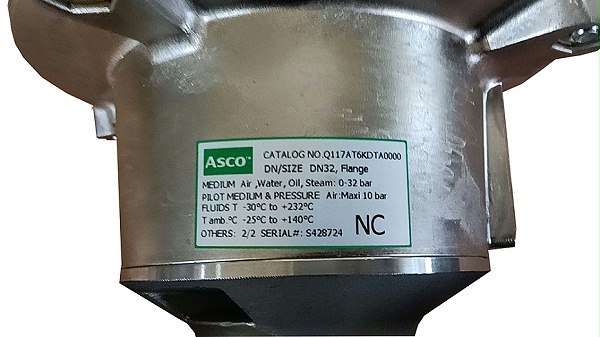 Asco™ CATALOG NO.Q117AT6KDTA0000
DN/SIZE DN32, Flange
MEDIUM Air ,Water, Oil, Steam: 0-32 bar
PILOT MEDIUM & PRESSURE Air:Maxi 10 bar
FLUIDS T -30°C to +232°C
T amb.°C -25°C to +140°C
OTHERS: 2/2 SERIAL#: S428724 NC